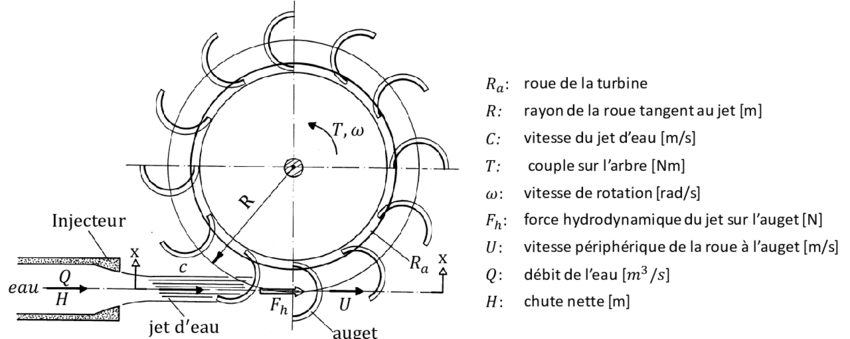 T, ω
R
Injecteur
x
c
Rₐ
x
eau
Q
H
F_h
U
jet d'eau
auget
Rₐ: roue de la turbine
R: rayon de la roue tangent au jet [m]
C: vitesse du jet d'eau [m/s]
T: couple sur l'arbre [Nm]
ω: vitesse de rotation [rad/s]
F_h: force hydrodynamique du jet sur l'auget [N]
U: vitesse périphérique de la roue à l'auget [m/s]
Q: débit de l'eau [m³/s]
H: chute nette [m]